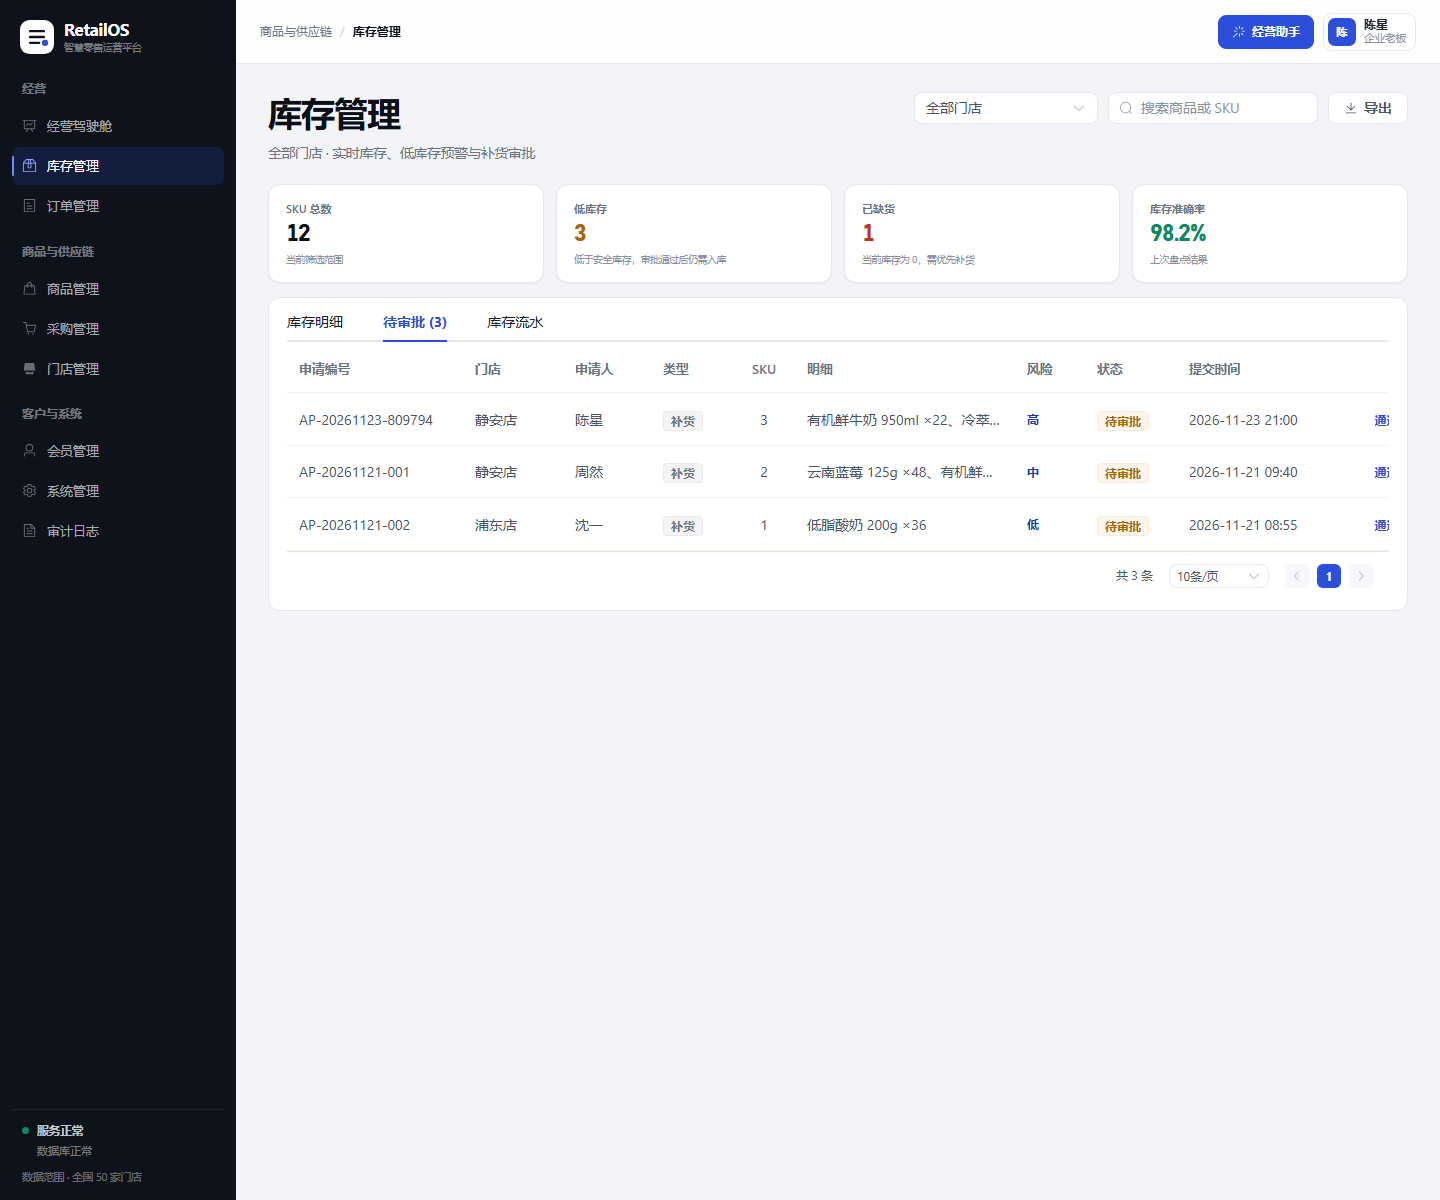 RetailOS
智慧零售运营平台
经营
经营驾驶舱
库存管理
订单管理
商品与供应链
商品管理
采购管理
门店管理
客户与系统
会员管理
系统管理
审计日志
服务正常
数据库正常
数据范围 · 全国 50 家门店
商品与供应链 / 库存管理
经营助手
陈
陈星
企业老板
库存管理
全部门店 · 实时库存、低库存预警与补货审批
全部门店
搜索商品或 SKU
导出
SKU 总数
12
当前筛选范围
低库存
3
低于安全库存，审批通过后仍需入库
已缺货
1
当前库存为 0，需优先补货
库存准确率
98.2%
上次盘点结果
库存明细 待审批 (3) 库存流水
申请编号 门店 申请人 类型 SKU 明细 风险 状态 提交时间
AP-20261123-809794 静安店 陈星 补货 3 有机鲜牛奶 950ml ×22、冷萃... 高 待审批 2026-11-23 21:00 通
AP-20261121-001 静安店 周然 补货 2 云南蓝莓 125g ×48、有机鲜... 中 待审批 2026-11-21 09:40 通
AP-20261121-002 浦东店 沈一 补货 1 低脂酸奶 200g ×36 低 待审批 2026-11-21 08:55 通
共 3 条 10条/页 1